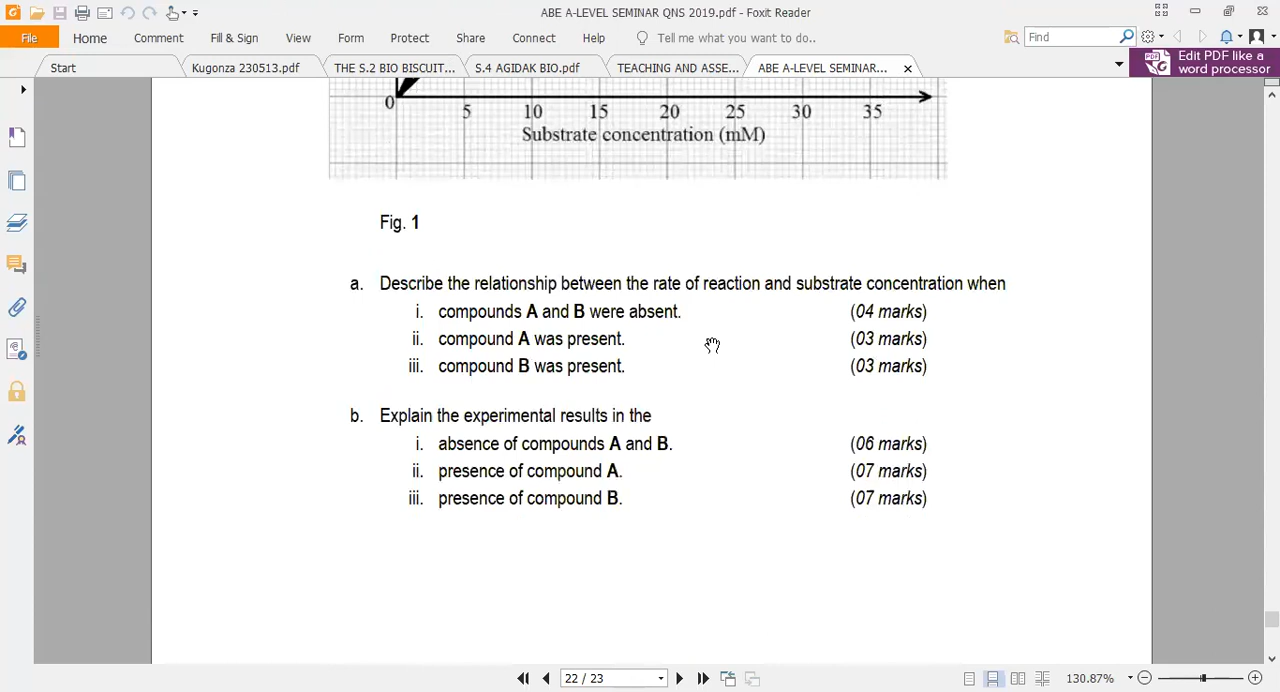 ABE A-LEVEL SEMINAR QNS 2019.pdf - Foxit Reader
File Home Comment Fill & Sign View Form Protect Share Connect Help Tell me what you want to do.. Find
Edit PDF like a
word processor
Start Kugonza 230513.pdf THE S.2 BIO BISCUIT... S.4 APBUK BIO.pdf TEACHING AND ASSE... ABE A-LEVEL SEMINAR...
0 5 10 15 20 25 30 35
Substrate concentration (mM)
Fig. 1
a. Describe the relationship between the rate of reaction and substrate concentration when
i. compounds A and B were absent. (04 marks)
ii. compound A was present. (03 marks)
iii. compound B was present. (03 marks)
b. Explain the experimental results in the
i. absence of compounds A and B. (06 marks)
ii. presence of compound A. (07 marks)
iii. presence of compound B. (07 marks)
22 / 23 130.87%